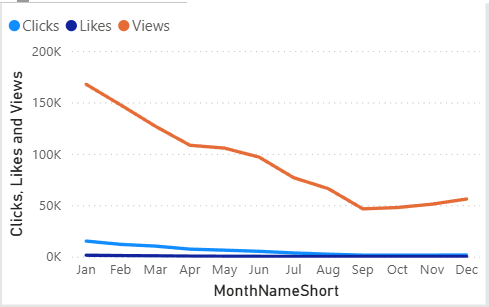 Clicks Likes Views
Clicks, Likes and Views
200K
150K
100K
50K
0K
Jan Feb Mar Apr May Jun Jul Aug Sep Oct Nov Dec
MonthNameShort